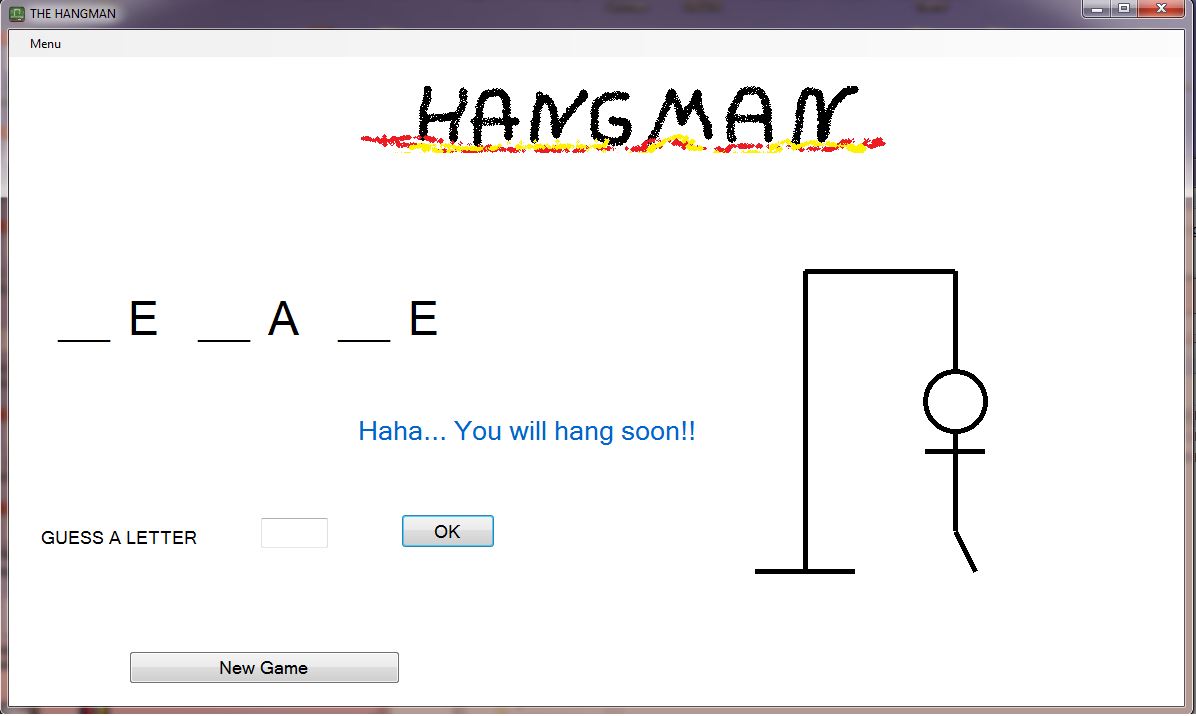 THE HANGMAN
Menu
HANGMAN
__ E __ A __ E
Haha... You will hang soon!!
GUESS A LETTER
OK
New Game